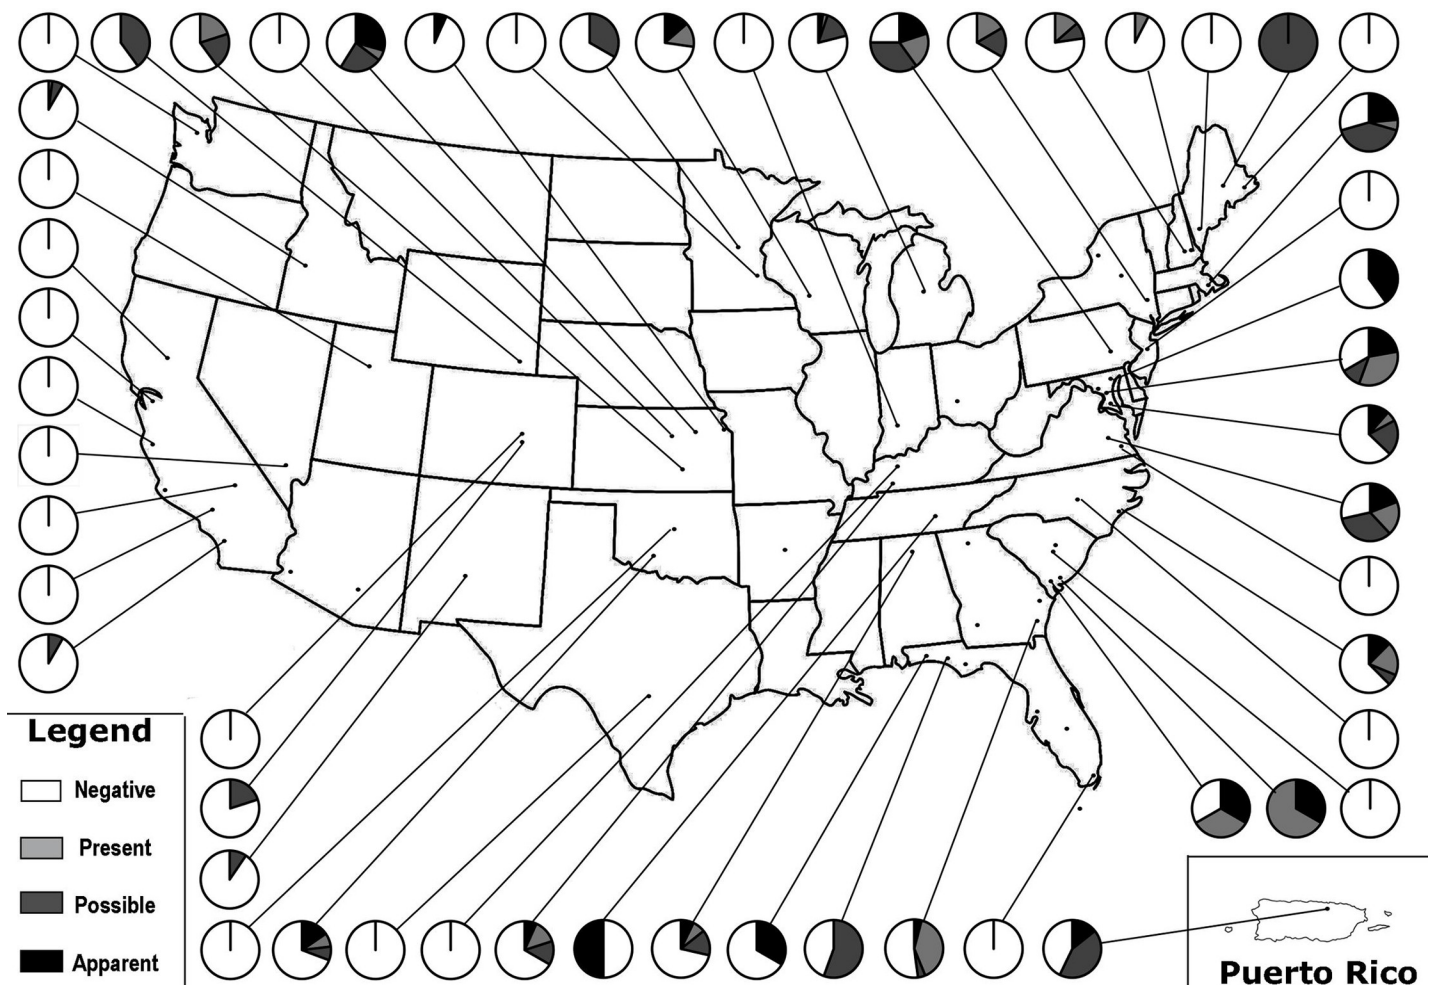 Legend
Negative
Present
Possible
Apparent
Puerto Rico